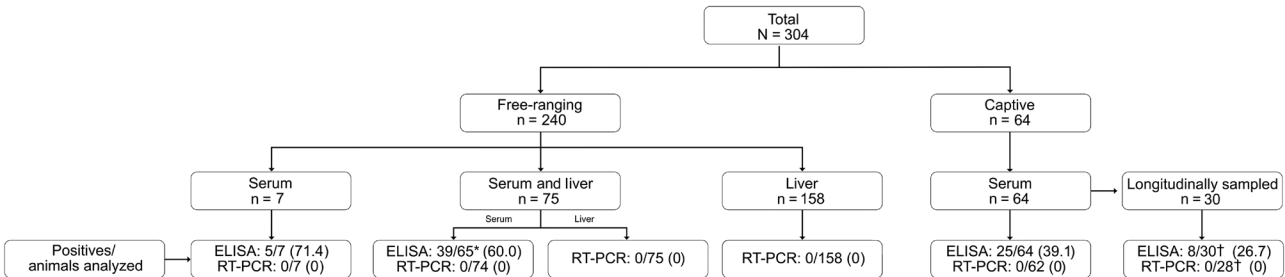 Total
N = 304
Free-ranging
n = 240
Captive
n = 64
Serum
n = 7
Serum and liver
n = 75
Liver
n = 158
Serum
n = 64
Longitudinally sampled
n = 30
Serum
Liver
Positives/
animals analyzed
ELISA: 5/7 (71.4)
RT-PCR: 0/7 (0)
ELISA: 39/65* (60.0)
RT-PCR: 0/74 (0)
RT-PCR: 0/75 (0)
RT-PCR: 0/158 (0)
ELISA: 25/64 (39.1)
RT-PCR: 0/62 (0)
ELISA: 8/30† (26.7)
RT-PCR: 0/28† (0)